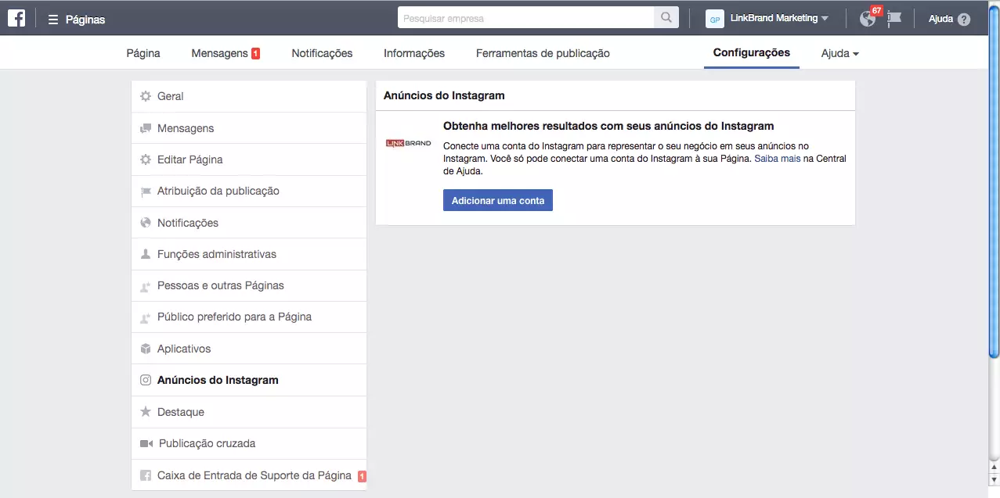 Páginas
Pesquisar empresa
GP
LinkBrand Marketing
67
Ajuda ?
Página
Mensagens 1
Notificações
Informações
Ferramentas de publicação
Configurações
Ajuda
Geral
Mensagens
Editar Página
Atribuição da publicação
Notificações
Funções administrativas
Pessoas e outras Páginas
Público preferido para a Página
Aplicativos
Anúncios do Instagram
Destaque
Publicação cruzada
Caixa de Entrada de Suporte da Página 1
Anúncios do Instagram
LINKBRAND
Obtenha melhores resultados com seus anúncios do Instagram
Conecte uma conta do Instagram para representar o seu negócio em seus anúncios no
Instagram. Você só pode conectar uma conta do Instagram à sua Página. Saiba mais na Central
de Ajuda.
Adicionar uma conta